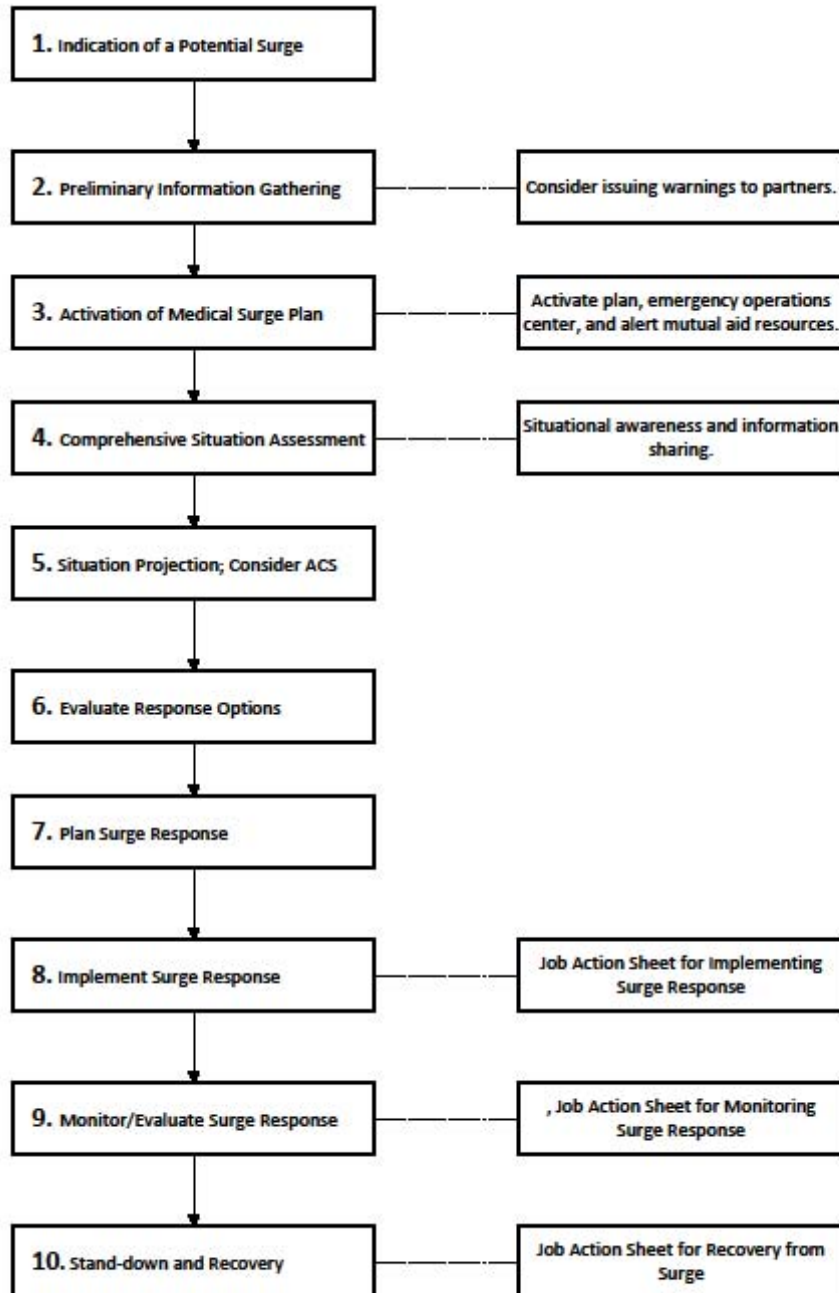 1. Indication of a Potential Surge
2. Preliminary Information Gathering
Consider issuing warnings to partners.
3. Activation of Medical Surge Plan
Activate plan, emergency operations
center, and alert mutual aid resources.
4. Comprehensive Situation Assessment
Situational awareness and information
sharing.
5. Situation Projection; Consider ACS
6. Evaluate Response Options
7. Plan Surge Response
8. Implement Surge Response
Job Action Sheet for Implementing
Surge Response
9. Monitor/Evaluate Surge Response
, Job Action Sheet for Monitoring
Surge Response
10. Stand-down and Recovery
Job Action Sheet for Recovery from
Surge